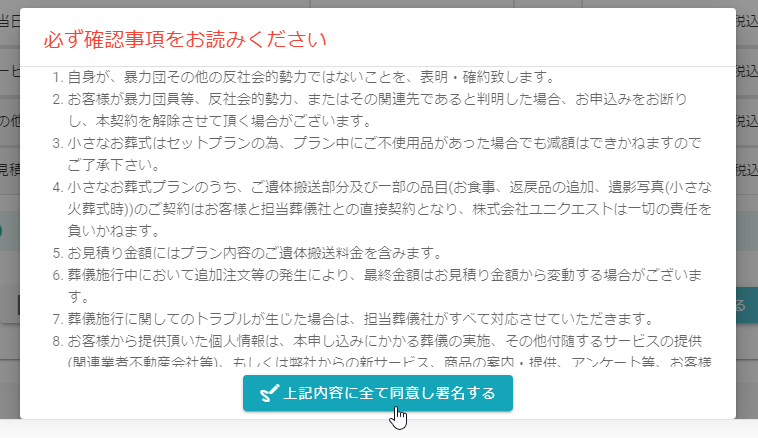 必ず確認事項をお読みください
当日
税込
1. 自身が、暴力団その他の反社会的勢力ではないことを、表明・確約致します。
ービ
税込
2. お客様が暴力団員等、反社会的勢力、またはその関連先であると判明した場合、お申込みをお断り
し、本契約を解除させて頂く場合がございます。
の他
税込
3. 小さなお葬式はセットプランの為、プラン中にご不使用品があった場合でも減額はできかねますので
ご了承下さい。
見積
税込
4. 小さなお葬式プランのうち、ご遺体搬送部分及び一部の品目(お食事、返戻品の追加、遺影写真(小さな
火葬式時))のご契約はお客様と担当葬儀社との直接契約となり、株式会社ユニクエストは一切の責任を
負いかねます。
5. お見積り金額にはプラン内容のご遺体搬送料金を含みます。
6. 葬儀施行中において追加注文等の発生により、最終金額はお見積り金額から変動する場合がございま
す。
る
7. 葬儀施行に関してのトラブルが生じた場合は、担当葬儀社がすべて対応させていただきます。
8. お客様から提供頂いた個人情報は、本申し込みにかかる葬儀の実施、その他付随するサービスの提供
(関連業者不動産会社等)、もしくは弊社からの新サービス、商品の案内・提供、アンケート等、お客様
上記内容に全て同意し署名する